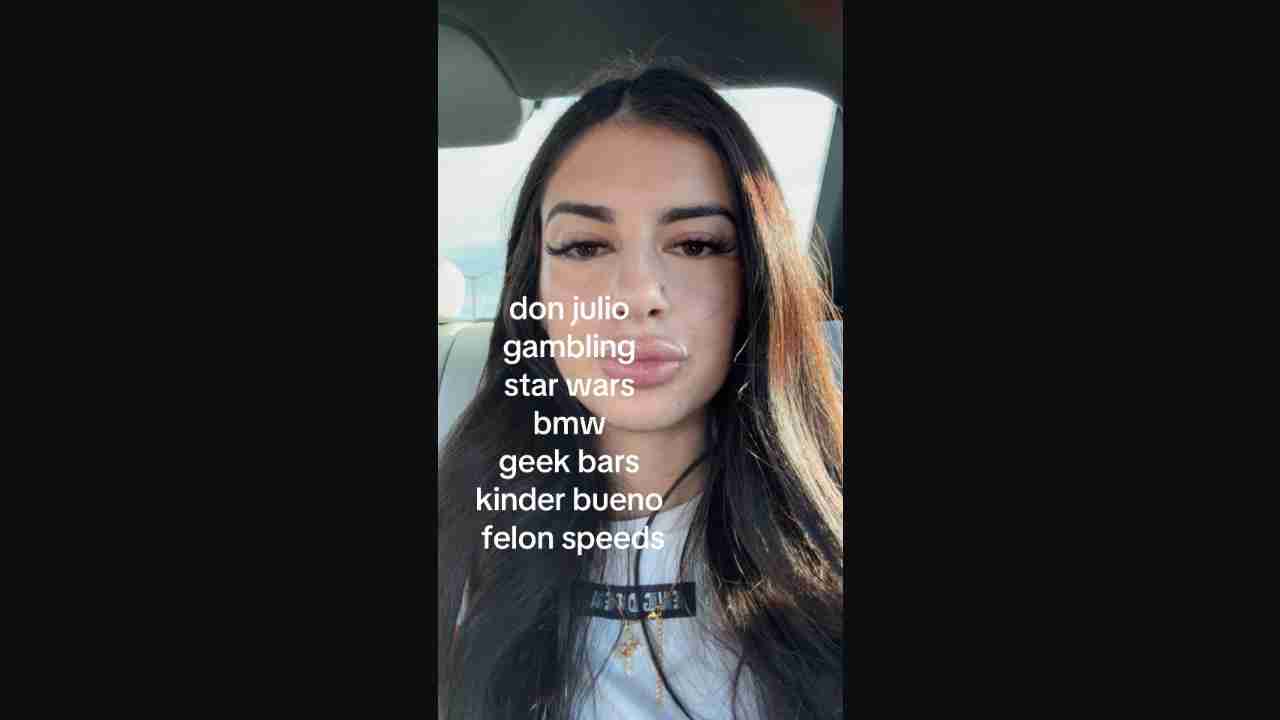 don julio
gambling
star wars
bmw
geek bars
kinder bueno
felon speeds